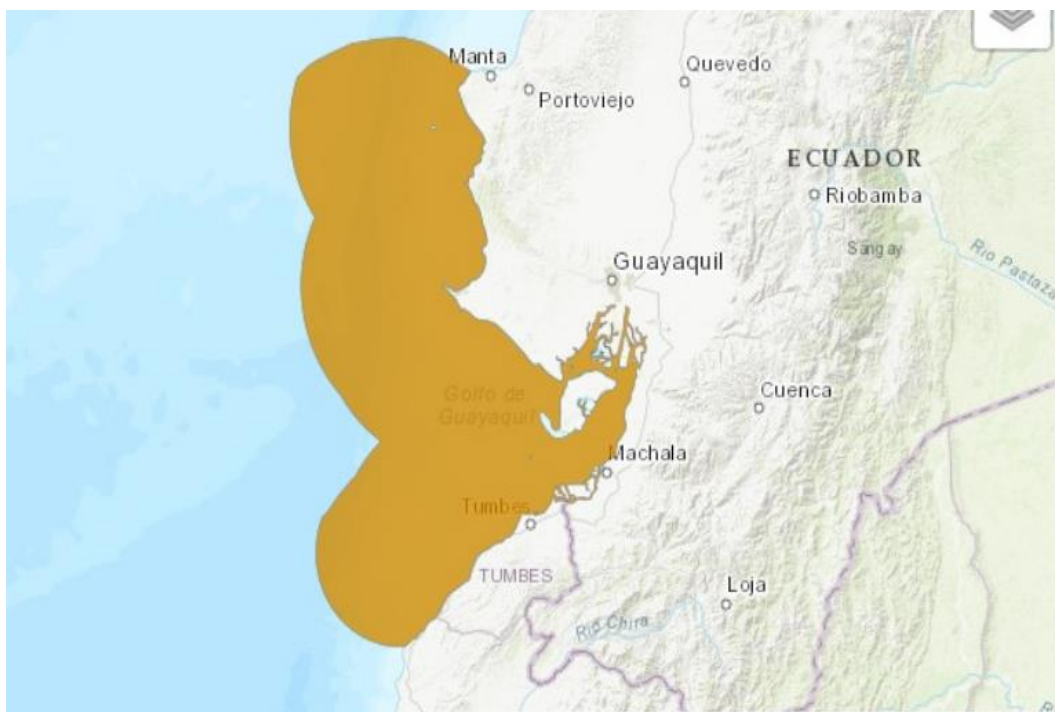 Manta
Quevedo
Portoviejo
ECUADOR
Riobamba
Sangay
Río Pastaza
Guayaquil
Golfo de
Guayaquil
Cuenca
Machala
Tumbes
TUMBES
Loja
Río Chira